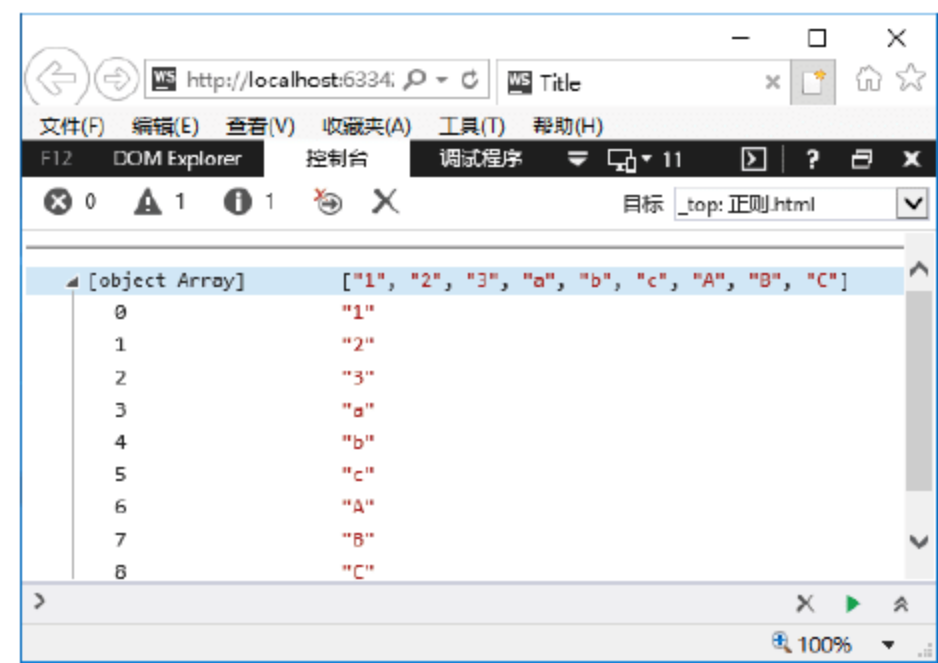 http://localhost:6334: Title
文件(F) 编辑(E) 查看(V) 收藏夹(A) 工具(T) 帮助(H)
F12 DOM Explorer 控制台 调试程序 11 ?
0 1 1 目标 _top: 正则.html
[object Array] ["1", "2", "3", "a", "b", "c", "A", "B", "C"]
0 "1"
1 "2"
2 "3"
3 "a"
4 "b"
5 "c"
6 "A"
7 "B"
8 "C"
100%